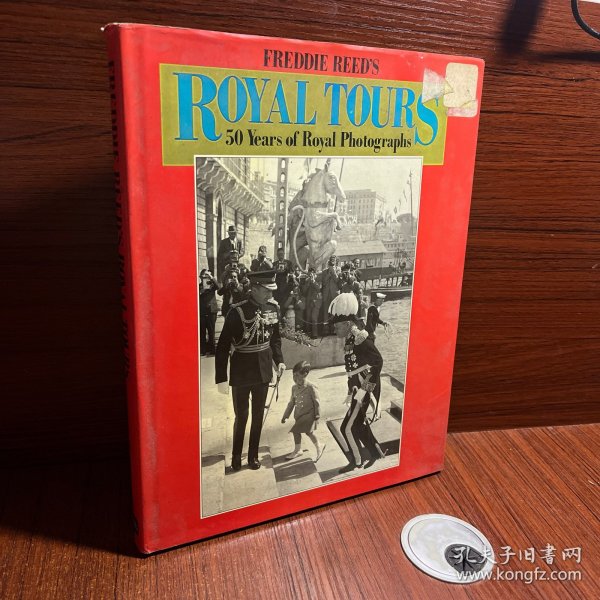 FREDDIE REED'S
ROYAL TOURS
50 Years of Royal Photographs
孔夫子旧书网
www.kongfz.com